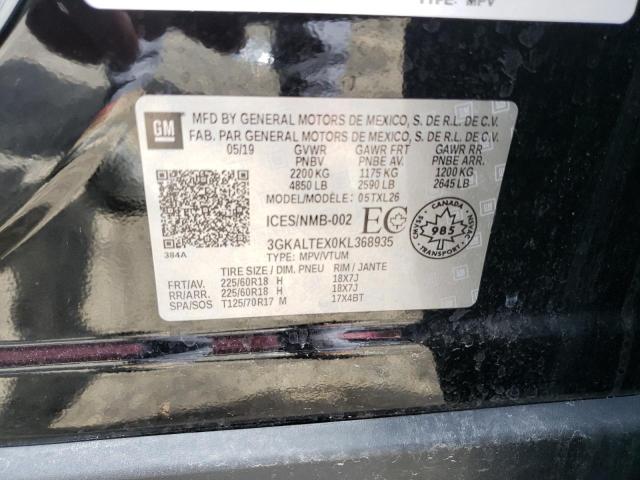 TYPE: MPV
GM
MFD BY GENERAL MOTORS DE MEXICO, S. DE R.L. DE C.V.
FAB. PAR GENERAL MOTORS DE MEXICO, S. DE R.L. DE C.V.
05/19 GVWR GAWR FRT GAWR RR
PNBV PNBE AV. PNBE ARR.
2200 KG 1175 KG 1200 KG
4850 LB 2590 LB 2645 LB
MODEL/MODÈLE: 05TXL26
ICES/NMB-002 EC
CMVSS 985 NSVAC
384A
3GKALTEX0KL368935
TYPE: MPV/VTUM
TIRE SIZE / DIM. PNEU RIM / JANTE
FRT/AV. 225/60R18 H 18X7J
RR/ARR. 225/60R18 H 18X7J
SPA/SOS T125/70R17 M 17X4BT